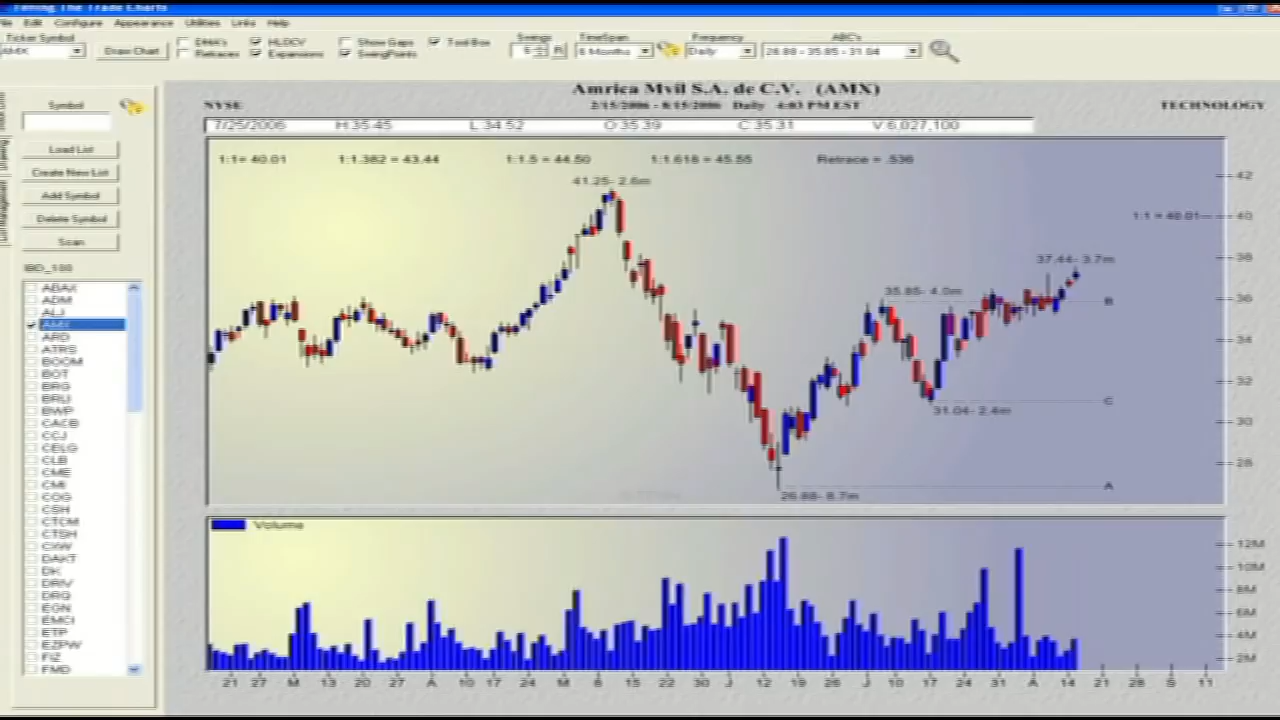 Timing The Trade Charts
File Edit Configure Appearance Utilities Links Help
Ticker Symbol
AMX
Draw Chart
DMA's
Retraces
HLOCV
Expansions
Show Gaps
SwingPoints
Tool Box
Swings
5
R
TimeSpan
6 Months
Frequency
Daily
ABC's
26.88 - 35.85 - 31.04
Symbol
Load List
Create New List
Add Symbol
Delete Symbol
Scan
IBD_100
ABAX
ADM
ALJ
AMX
ARD
ATRS
BOOM
BOT
BRG
BRLI
BWP
CACB
CCJ
CELG
CLB
CME
CMI
COG
CSH
CTCM
CTSH
CXW
DAKT
DK
DRIV
DRQ
EGN
EMCI
ETP
EZPW
FIZ
FMD
Amrica Mvil S.A. de C.V. (AMX)
NYSE
2/15/2006 - 8/15/2006 Daily 4:03 PM EST
TECHNOLOGY
7/25/2006 H:35.45 L:34.52 O:35.39 C:35.31 V:6,027,100
1:1= 40.01 1:1.382 = 43.44 1:1.5 = 44.50 1:1.618 = 45.55 Retrace = .536
41.25- 2.6m
42
1:1 = 40.01
40
37.44- 3.7m
38
35.85- 4.0m
B
36
34
32
C
31.04- 2.4m
30
28
A
26.88- 8.7m
Volume
12M
10M
8M
6M
4M
2M
21 27 M 13 20 27 A 10 17 24 M 8 15 22 30 J 12 19 26 J 10 17 24 31 A 14 21 28 S 11